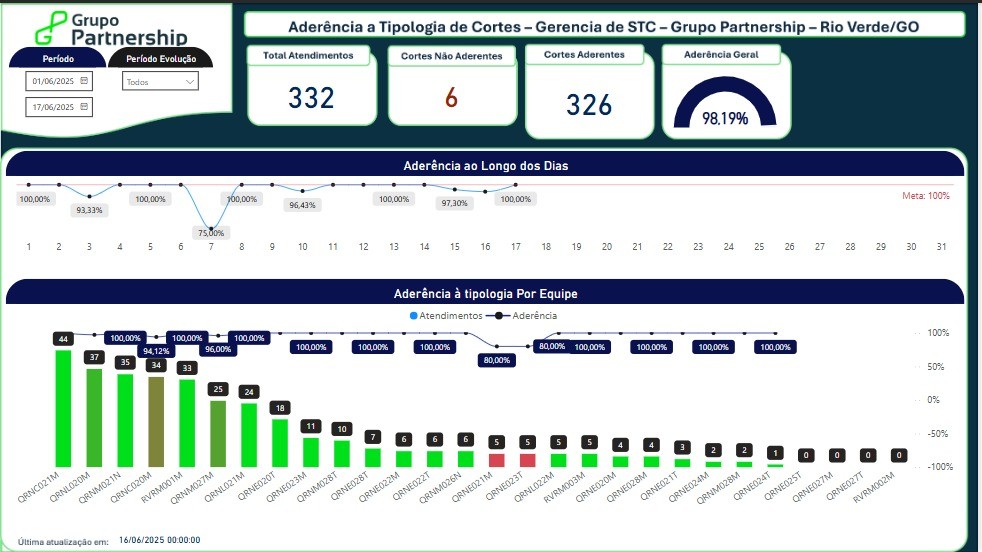 Grupo
Partnership
Aderência a Tipologia de Cortes – Gerencia de STC – Grupo Partnership – Rio Verde/GO
Período
Período Evolução
01/06/2025
Todos
17/06/2025
Total Atendimentos
332
Cortes Não Aderentes
6
Cortes Aderentes
326
Aderência Geral
98,19%
Aderência ao Longo dos Dias
100,00% 93,33% 100,00% 75,00% 100,00% 96,43% 100,00% 97,30% 100,00%
Meta: 100%
1 2 3 4 5 6 7 8 9 10 11 12 13 14 15 16 17 18 19 20 21 22 23 24 25 26 27 28 29 30 31
Aderência à tipologia Por Equipe
Atendimentos Aderência
100,00% 94,12% 100,00% 96,00% 100,00% 100,00% 100,00% 100,00% 80,00% 80,00% 100,00% 100,00% 100,00% 100,00%
44 37 35 34 33 25 24 18 11 10 7 6 6 6 5 5 5 5 4 4 3 2 2 1 0 0 0 0
100%
50%
0%
-50%
-100%
QRNC021M QRNL020M QRNM021N QRNC020M RVRM001M QRNM027M QRNL021M QRNE020T QRNE023M QRNM028T QRNE028T QRNE022M QRNE022T QRNM026N QRNE021M QRNE023T QRNL022M RVRM003M QRNE020M QRNE028M QRNE021T QRNE024M QRNM028M QRNE024T QRNE025T QRNE027M QRNE027T RVRM002M
Última atualização em: 16/06/2025 00:00:00